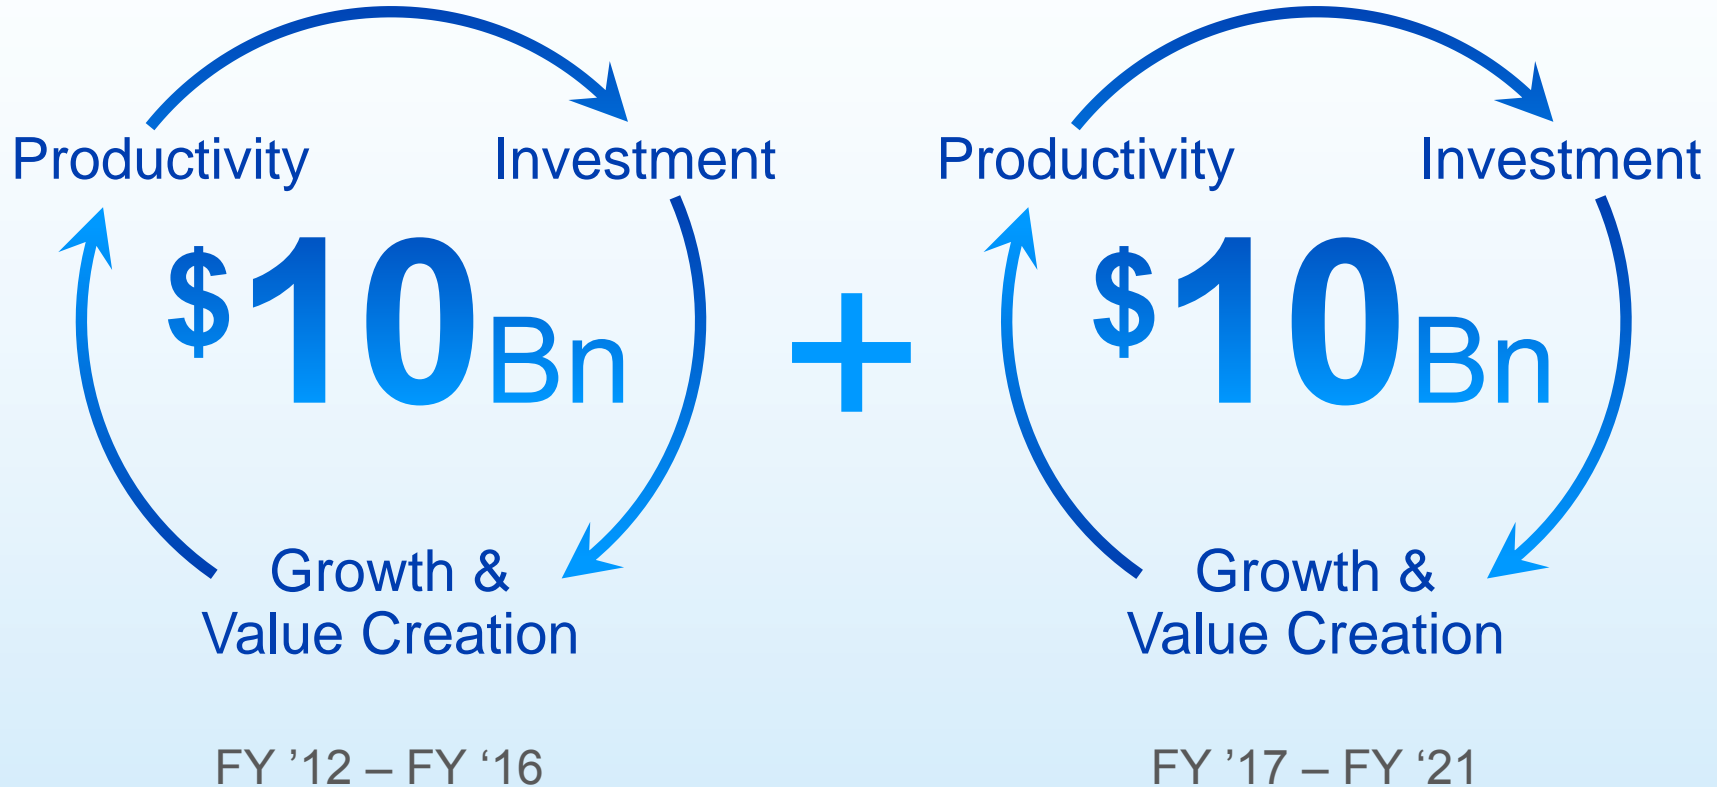 Productivity
Investment
$10Bn
Growth &
Value Creation
FY ’12 – FY ‘16
+
Productivity
Investment
$10Bn
Growth &
Value Creation
FY ’17 – FY ‘21